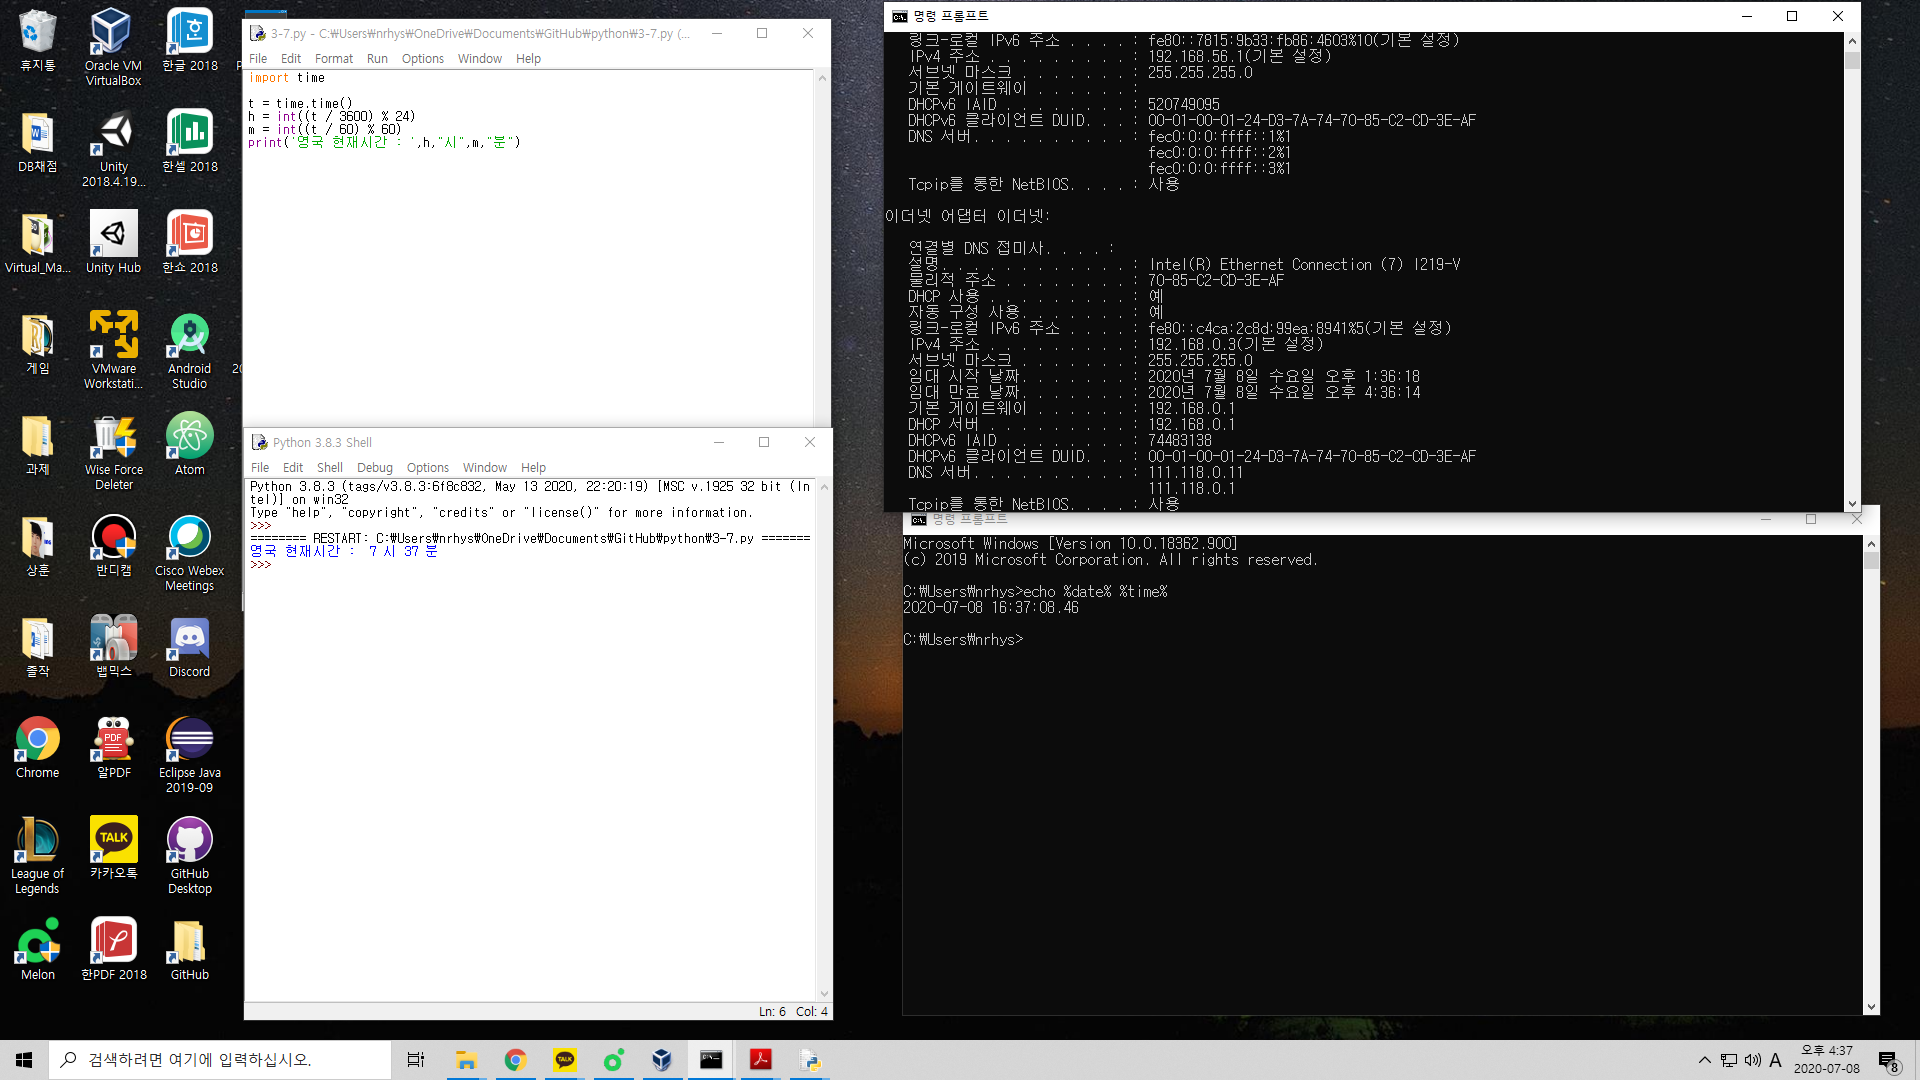 휴지통
Oracle VM
VirtualBox
한글 2018
DB채점
Unity
2018.4.19...
한셀 2018
Virtual_Ma...
Unity Hub
한쇼 2018
게임
VMware
Workstati...
Android
Studio
과제
Wise Force
Deleter
Atom
상훈
반디캠
Cisco Webex
Meetings
졸작
뱁믹스
Discord
Chrome
알PDF
Eclipse Java
2019-09
League of
Legends
카카오톡
GitHub
Desktop
Melon
한PDF 2018
GitHub
3-7.py - C:₩Users₩nrhys₩OneDrive₩Documents₩GitHub₩python₩3-7.py (...
File Edit Format Run Options Window Help
import time
t = time.time()
h = int((t / 3600) % 24)
m = int((t / 60) % 60)
print('영국 현재시간 : ',h,"시",m,"분")
Python 3.8.3 Shell
File Edit Shell Debug Options Window Help
Python 3.8.3 (tags/v3.8.3:6f8c832, May 13 2020, 22:20:19) [MSC v.1925 32 bit (In
tel)] on win32
Type "help", "copyright", "credits" or "license()" for more information.
>>>
======== RESTART: C:₩Users₩nrhys₩OneDrive₩Documents₩GitHub₩python₩3-7.py =======
영국 현재시간 :  7 시 37 분
>>>
Ln: 6 Col: 4
명령 프롬프트
링크-로컬 IPv6 주소 . . . . : fe80::7815:9b33:fb86:4603%10(기본 설정)
IPv4 주소 . . . . . . . . . : 192.168.56.1(기본 설정)
서브넷 마스크 . . . . . . . : 255.255.255.0
기본 게이트웨이 . . . . . . :
DHCPv6 IAID . . . . . . . . : 520749095
DHCPv6 클라이언트 DUID. . . : 00-01-00-01-24-D3-7A-74-70-85-C2-CD-3E-AF
DNS 서버. . . . . . . . . . : fec0:0:0:ffff::1%1
fec0:0:0:ffff::2%1
fec0:0:0:ffff::3%1
Tcpip를 통한 NetBIOS. . . . : 사용
이더넷 어댑터 이더넷:
연결별 DNS 접미사. . . . :
설명. . . . . . . . . . . . : Intel(R) Ethernet Connection (7) I219-V
물리적 주소 . . . . . . . . : 70-85-C2-CD-3E-AF
DHCP 사용 . . . . . . . . . : 예
자동 구성 사용. . . . . . . : 예
링크-로컬 IPv6 주소 . . . . : fe80::c4ca:2c8d:99ea:8941%5(기본 설정)
IPv4 주소 . . . . . . . . . : 192.168.0.3(기본 설정)
서브넷 마스크 . . . . . . . : 255.255.255.0
임대 시작 날짜. . . . . . . : 2020년 7월 8일 수요일 오후 1:36:18
임대 만료 날짜. . . . . . . : 2020년 7월 8일 수요일 오후 4:36:14
기본 게이트웨이 . . . . . . : 192.168.0.1
DHCP 서버 . . . . . . . . . : 192.168.0.1
DHCPv6 IAID . . . . . . . . : 74483138
DHCPv6 클라이언트 DUID. . . : 00-01-00-01-24-D3-7A-74-70-85-C2-CD-3E-AF
DNS 서버. . . . . . . . . . : 111.118.0.11
111.118.0.1
Tcpip를 통한 NetBIOS. . . . : 사용
명령 프롬프트
Microsoft Windows [Version 10.0.18362.900]
(c) 2019 Microsoft Corporation. All rights reserved.
C:₩Users₩nrhys>echo %date% %time%
2020-07-08 16:37:08.46
C:₩Users₩nrhys>
검색하려면 여기에 입력하십시오.
A
오후 4:37
2020-07-08
8